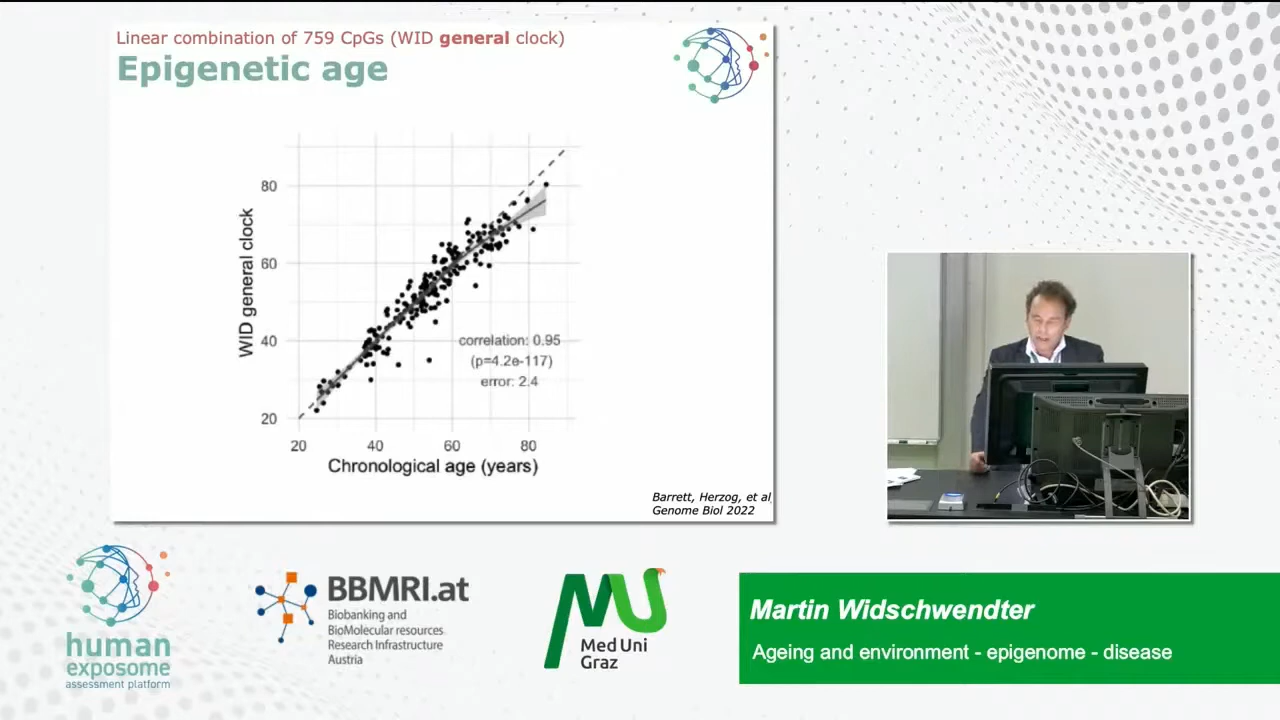 Linear combination of 759 CpGs (WID general clock)
Epigenetic age
WID general clock
80
60
40
20
correlation: 0.95
(p=4.2e-117)
error: 2.4
20 40 60 80
Chronological age (years)
Barrett, Herzog, et al
Genome Biol 2022
human
exposome
assessment platform
BBMRI.at
Biobanking and
BioMolecular resources
Research Infrastructure
Austria
Med Uni
Graz
Martin Widschwendter
Ageing and environment - epigenome - disease